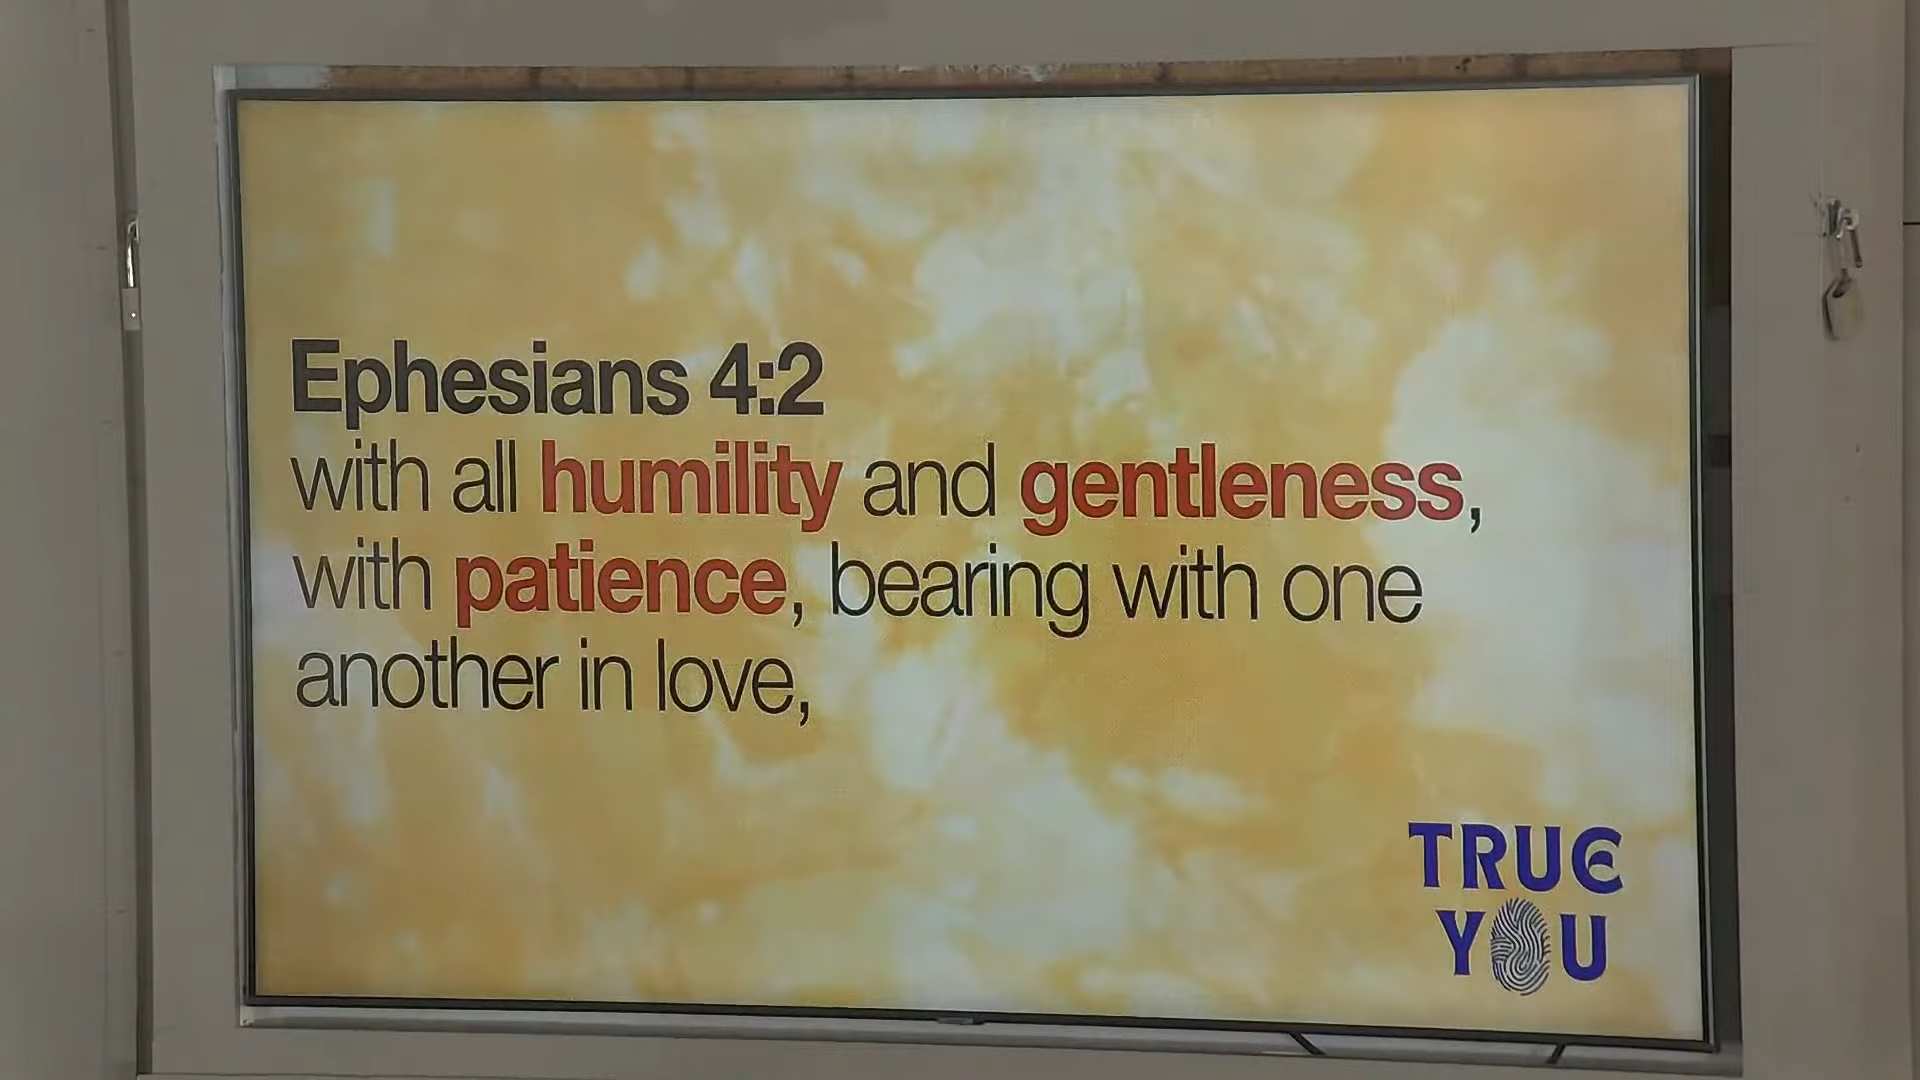 Ephesians 4:2
with all humility and gentleness,
with patience, bearing with one
another in love,
TRUE
YOU